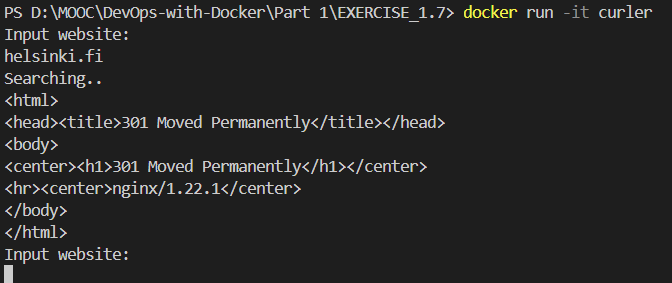 PS D:\MOOC\DevOps-with-Docker\Part 1\EXERCISE_1.7> docker run -it curler
Input website:
helsinki.fi
Searching..
<html>
<head><title>301 Moved Permanently</title></head>
<body>
<center><h1>301 Moved Permanently</h1></center>
<hr><center>nginx/1.22.1</center>
</body>
</html>
Input website: